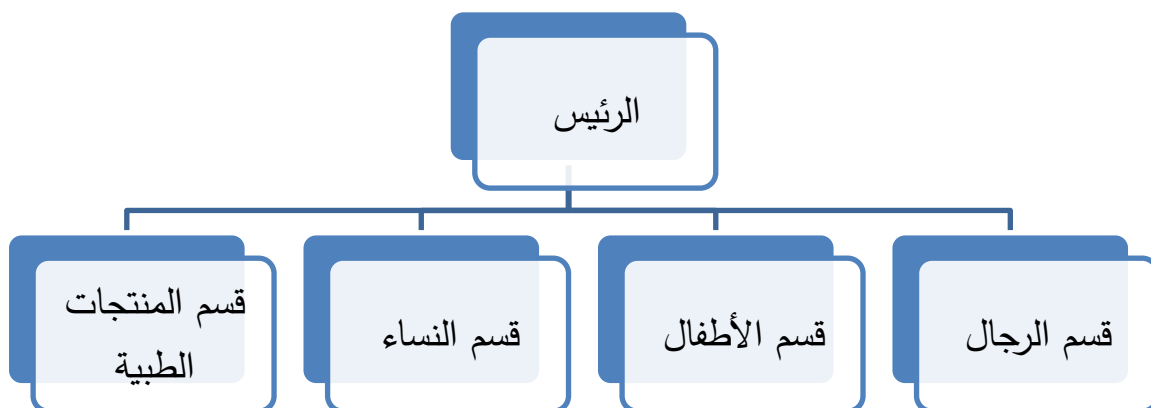 الرئيس
قسم الرجال
قسم الأطفال
قسم النساء
قسم المنتجات
الطبية